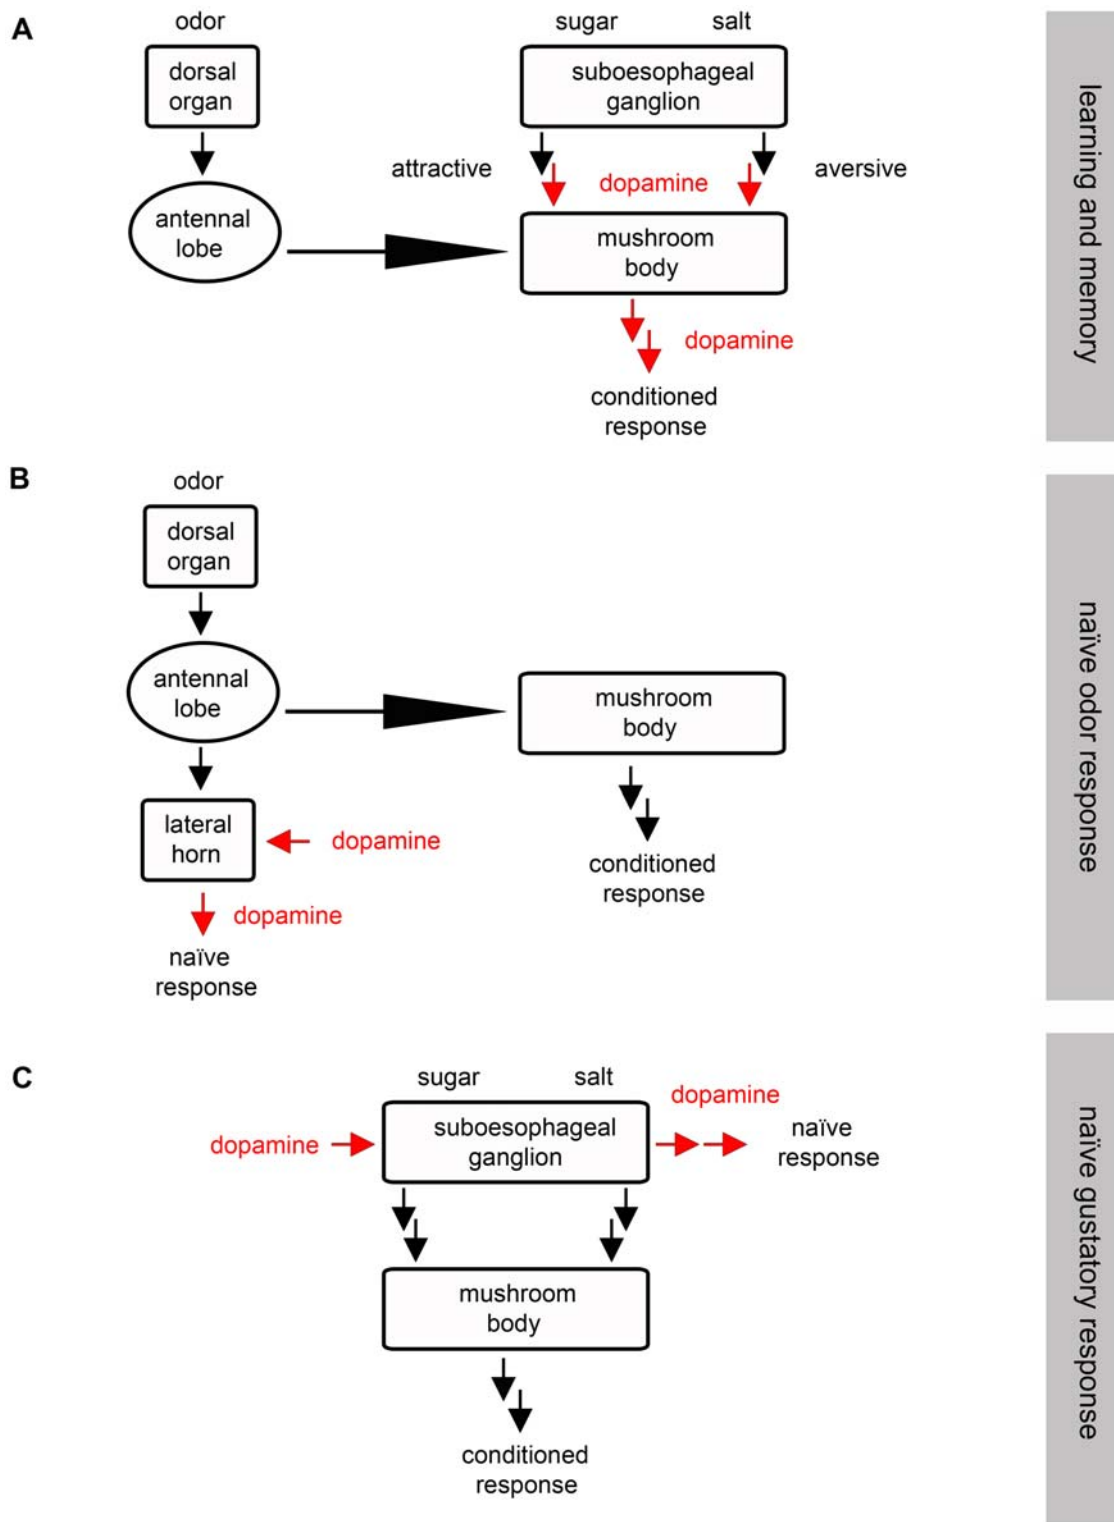 A
odor
sugar
salt
dorsal
organ
suboesophageal
ganglion
attractive
dopamine
aversive
antennal
lobe
mushroom
body
dopamine
conditioned
response
learning and memory
B
odor
dorsal
organ
antennal
lobe
mushroom
body
lateral
horn
dopamine
conditioned
response
dopamine
naïve
response
naïve odor response
C
sugar
salt
dopamine
dopamine
suboesophageal
ganglion
naïve
response
mushroom
body
conditioned
response
naïve gustatory response